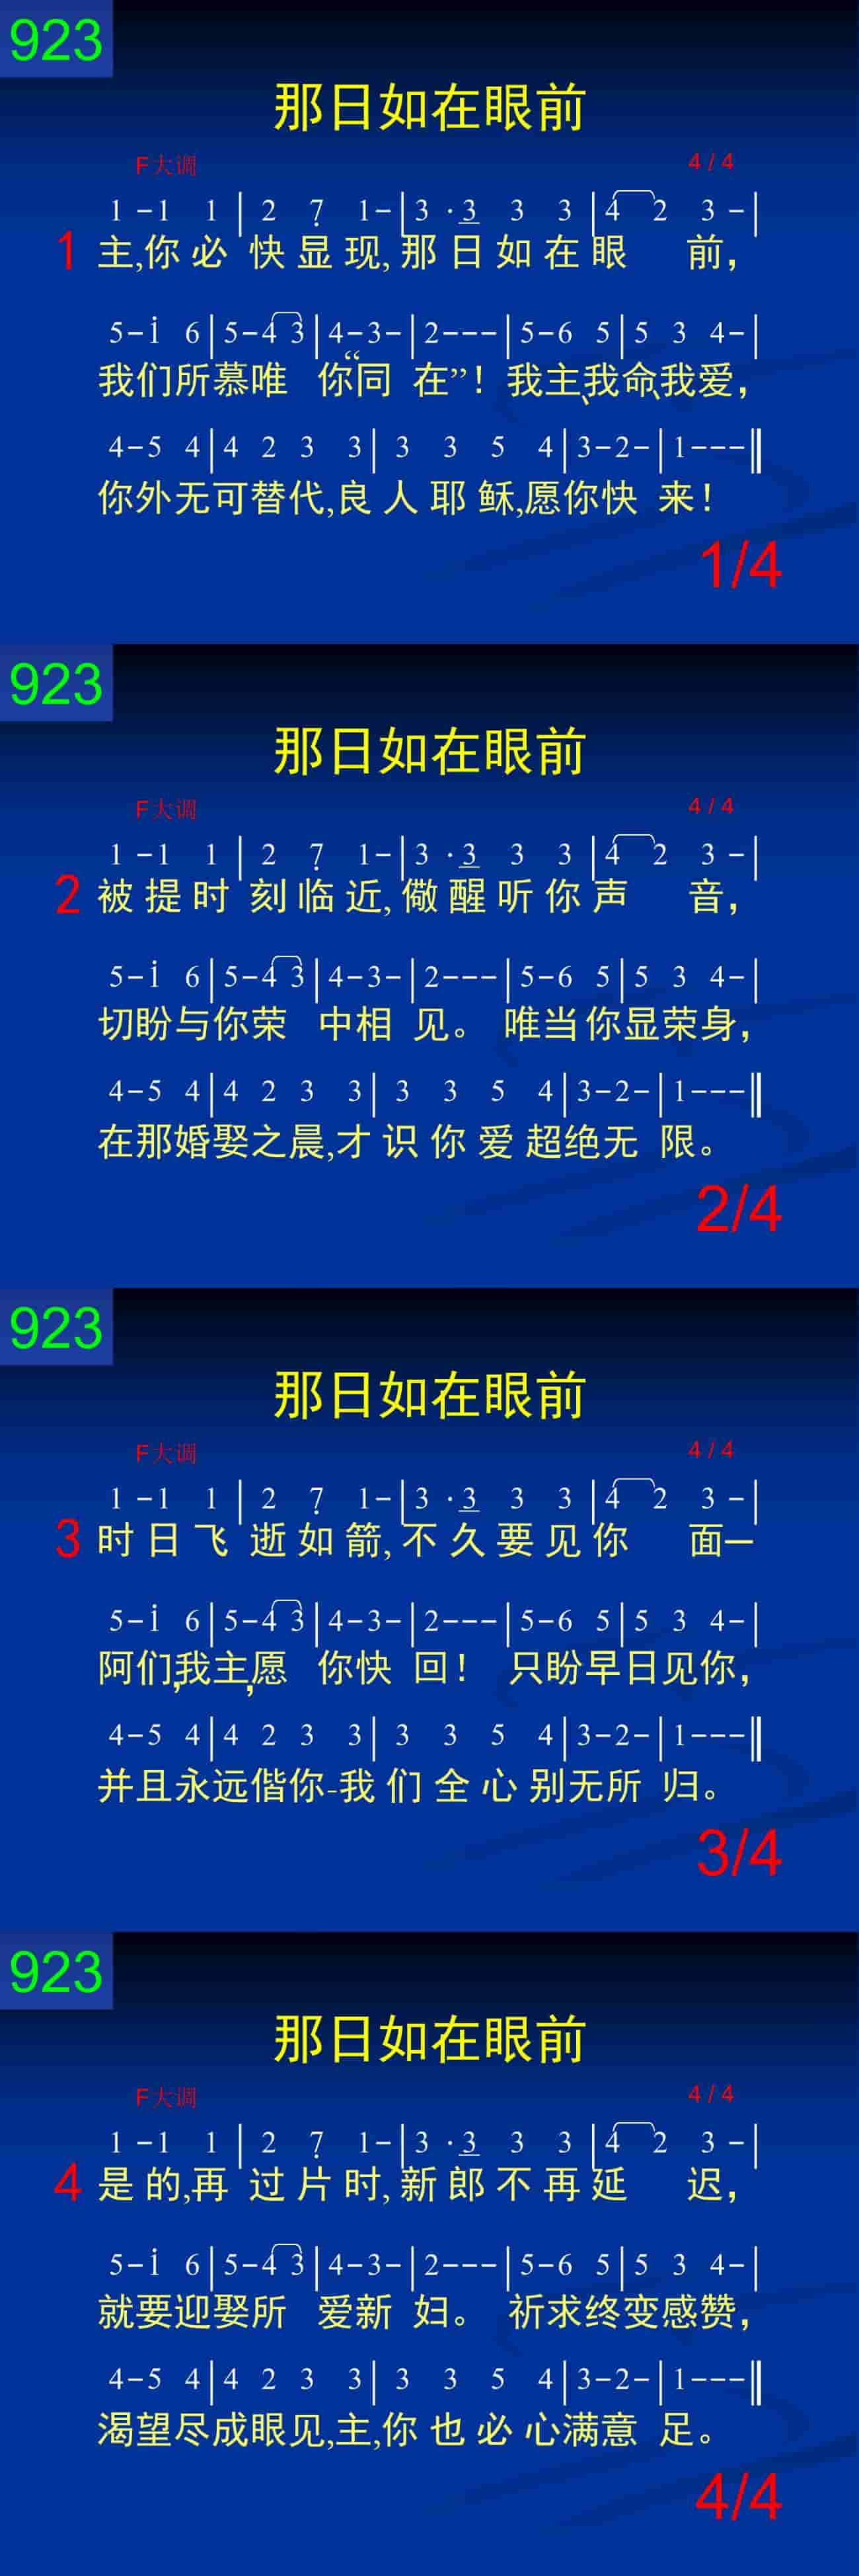 923
那日如在眼前
F大调 4/4
1 -1 1 | 2 7̣ 1- | 3 · 3 3 3 | 4 2 3 - |
1 主,你必 快显现,那日如在眼 前，
5-i 6 | 5-4 3 | 4-3- | 2--- | 5-6 5 | 5 3 4- |
我们所慕唯 你“同 在”！我主、我命、我爱，
4-5 4 | 4 2 3 3 | 3 3 5 4 | 3-2- | 1--- ‖
你外无可替代,良人耶稣,愿你快 来！
1/4
923
那日如在眼前
F大调 4/4
1 -1 1 | 2 7̣ 1- | 3 · 3 3 3 | 4 2 3 - |
2 被提时 刻临近,儆醒听你声 音，
5-i 6 | 5-4 3 | 4-3- | 2--- | 5-6 5 | 5 3 4- |
切盼与你荣 中相 见。 唯当你显荣身，
4-5 4 | 4 2 3 3 | 3 3 5 4 | 3-2- | 1--- ‖
在那婚娶之晨,才识你爱超绝无 限。
2/4
923
那日如在眼前
F大调 4/4
1 -1 1 | 2 7̣ 1- | 3 · 3 3 3 | 4 2 3 - |
3 时日飞 逝如箭,不久要见你 面—
5-i 6 | 5-4 3 | 4-3- | 2--- | 5-6 5 | 5 3 4- |
阿们,我主,愿 你快 回！ 只盼早日见你，
4-5 4 | 4 2 3 3 | 3 3 5 4 | 3-2- | 1--- ‖
并且永远偕你-我们全心别无所 归。
3/4
923
那日如在眼前
F大调 4/4
1 -1 1 | 2 7̣ 1- | 3 · 3 3 3 | 4 2 3 - |
4 是的,再 过片时,新郎不再延 迟，
5-i 6 | 5-4 3 | 4-3- | 2--- | 5-6 5 | 5 3 4- |
就要迎娶所 爱新 妇。 祈求终变感赞，
4-5 4 | 4 2 3 3 | 3 3 5 4 | 3-2- | 1--- ‖
渴望尽成眼见,主,你也必心满意 足。
4/4